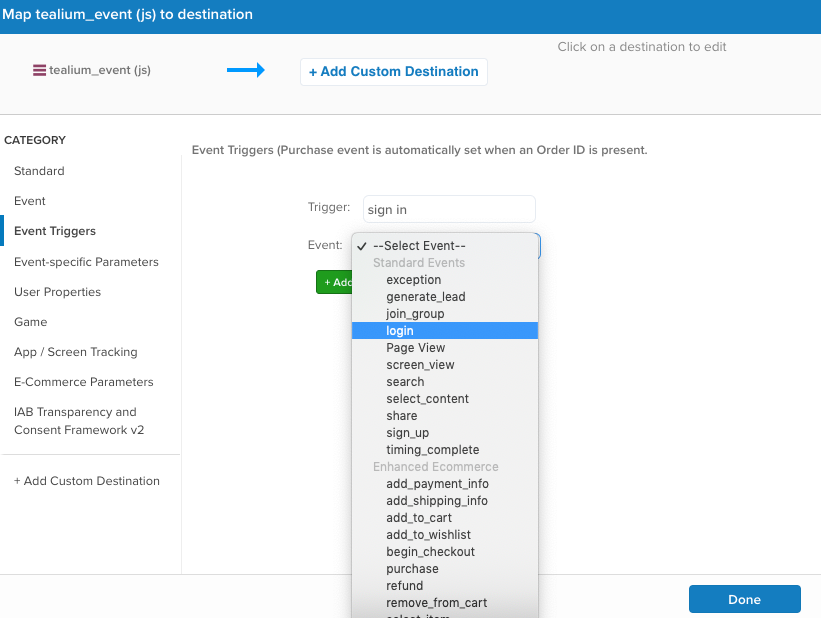 Map tealium_event (js) to destination
Click on a destination to edit
tealium_event (js)
+ Add Custom Destination
CATEGORY
Standard
Event
Event Triggers
Event-specific Parameters
User Properties
Game
App / Screen Tracking
E-Commerce Parameters
IAB Transparency and
Consent Framework v2
+ Add Custom Destination
Event Triggers (Purchase event is automatically set when an Order ID is present.
Trigger:
sign in
Event:
✓ --Select Event--
Standard Events
exception
generate_lead
join_group
login
Page View
screen_view
search
select_content
share
sign_up
timing_complete
Enhanced Ecommerce
add_payment_info
add_shipping_info
add_to_cart
add_to_wishlist
begin_checkout
purchase
refund
remove_from_cart
+ Add
Done